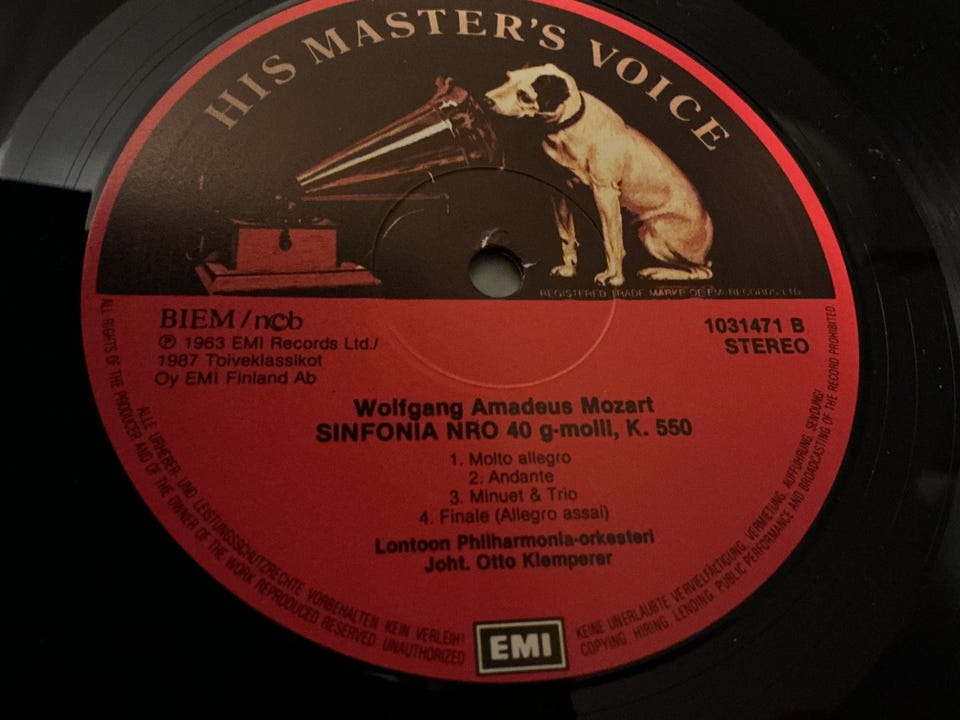 HIS MASTER'S VOICE
REGISTERED TRADE MARKE OF EMI RECORDS LTD.
BIEM/ncb
℗ 1963 EMI Records Ltd./
1987 Toiveklassikot
Oy EMI Finland Ab
1031471 B
STEREO
Wolfgang Amadeus Mozart
SINFONIA NRO 40 g-molli, K. 550
1. Molto allegro
2. Andante
3. Minuet & Trio
4. Finale (Allegro assai)
Lontoon Philharmonia-orkesteri
Joht. Otto Klemperer
ALLE URHEBER- UND LEISTUNGSSCHUTZRECHTE VORBEHALTEN KEIN VERLEIH!
KEINE UNERLAUBTE VERVIELFÄLTIGUNG, VERMIETUNG, AUFFÜHRUNG, SENDUNG!
ALL RIGHTS OF THE PRODUCER AND OF THE OWNER OF THE WORK REPRODUCED RESERVED. UNAUTHORIZED
COPYING, HIRING, LENDING, PUBLIC PERFORMANCE AND BROADCASTING OF THE RECORD PROHIBITED.
EMI